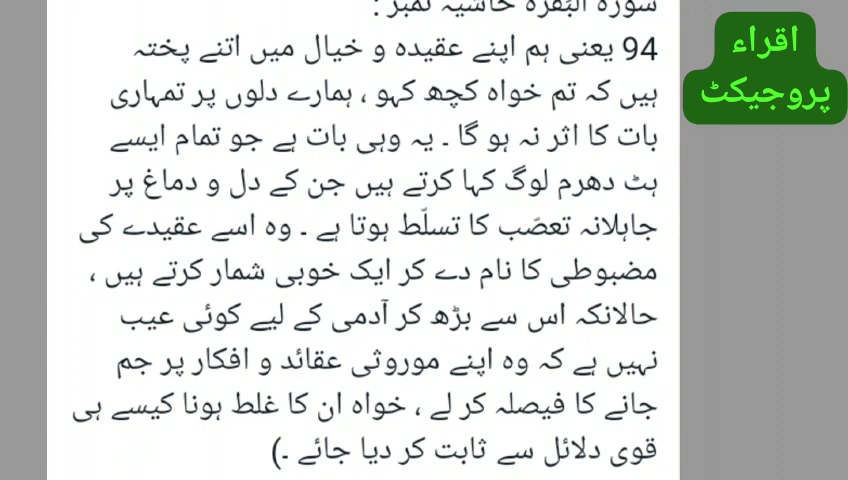 سورة البقرة حاشیہ نمبر :
94 یعنی ہم اپنے عقیدہ و خیال میں اتنے پختہ
ہیں کہ تم خواہ کچھ کہو ، ہمارے دلوں پر تمہاری
بات کا اثر نہ ہو گا ۔ یہ وہی بات ہے جو تمام ایسے
ہٹ دھرم لوگ کہا کرتے ہیں جن کے دل و دماغ پر
جاہلانہ تعصّب کا تسلّط ہوتا ہے ۔ وہ اسے عقیدے کی
مضبوطی کا نام دے کر ایک خوبی شمار کرتے ہیں ،
حالانکہ اس سے بڑھ کر آدمی کے لیے کوئی عیب
نہیں ہے کہ وہ اپنے موروثی عقائد و افکار پر جم
جانے کا فیصلہ کر لے ، خواہ ان کا غلط ہونا کیسے ہی
قوی دلائل سے ثابت کر دیا جائے ۔)
اقراء
پروجیکٹ